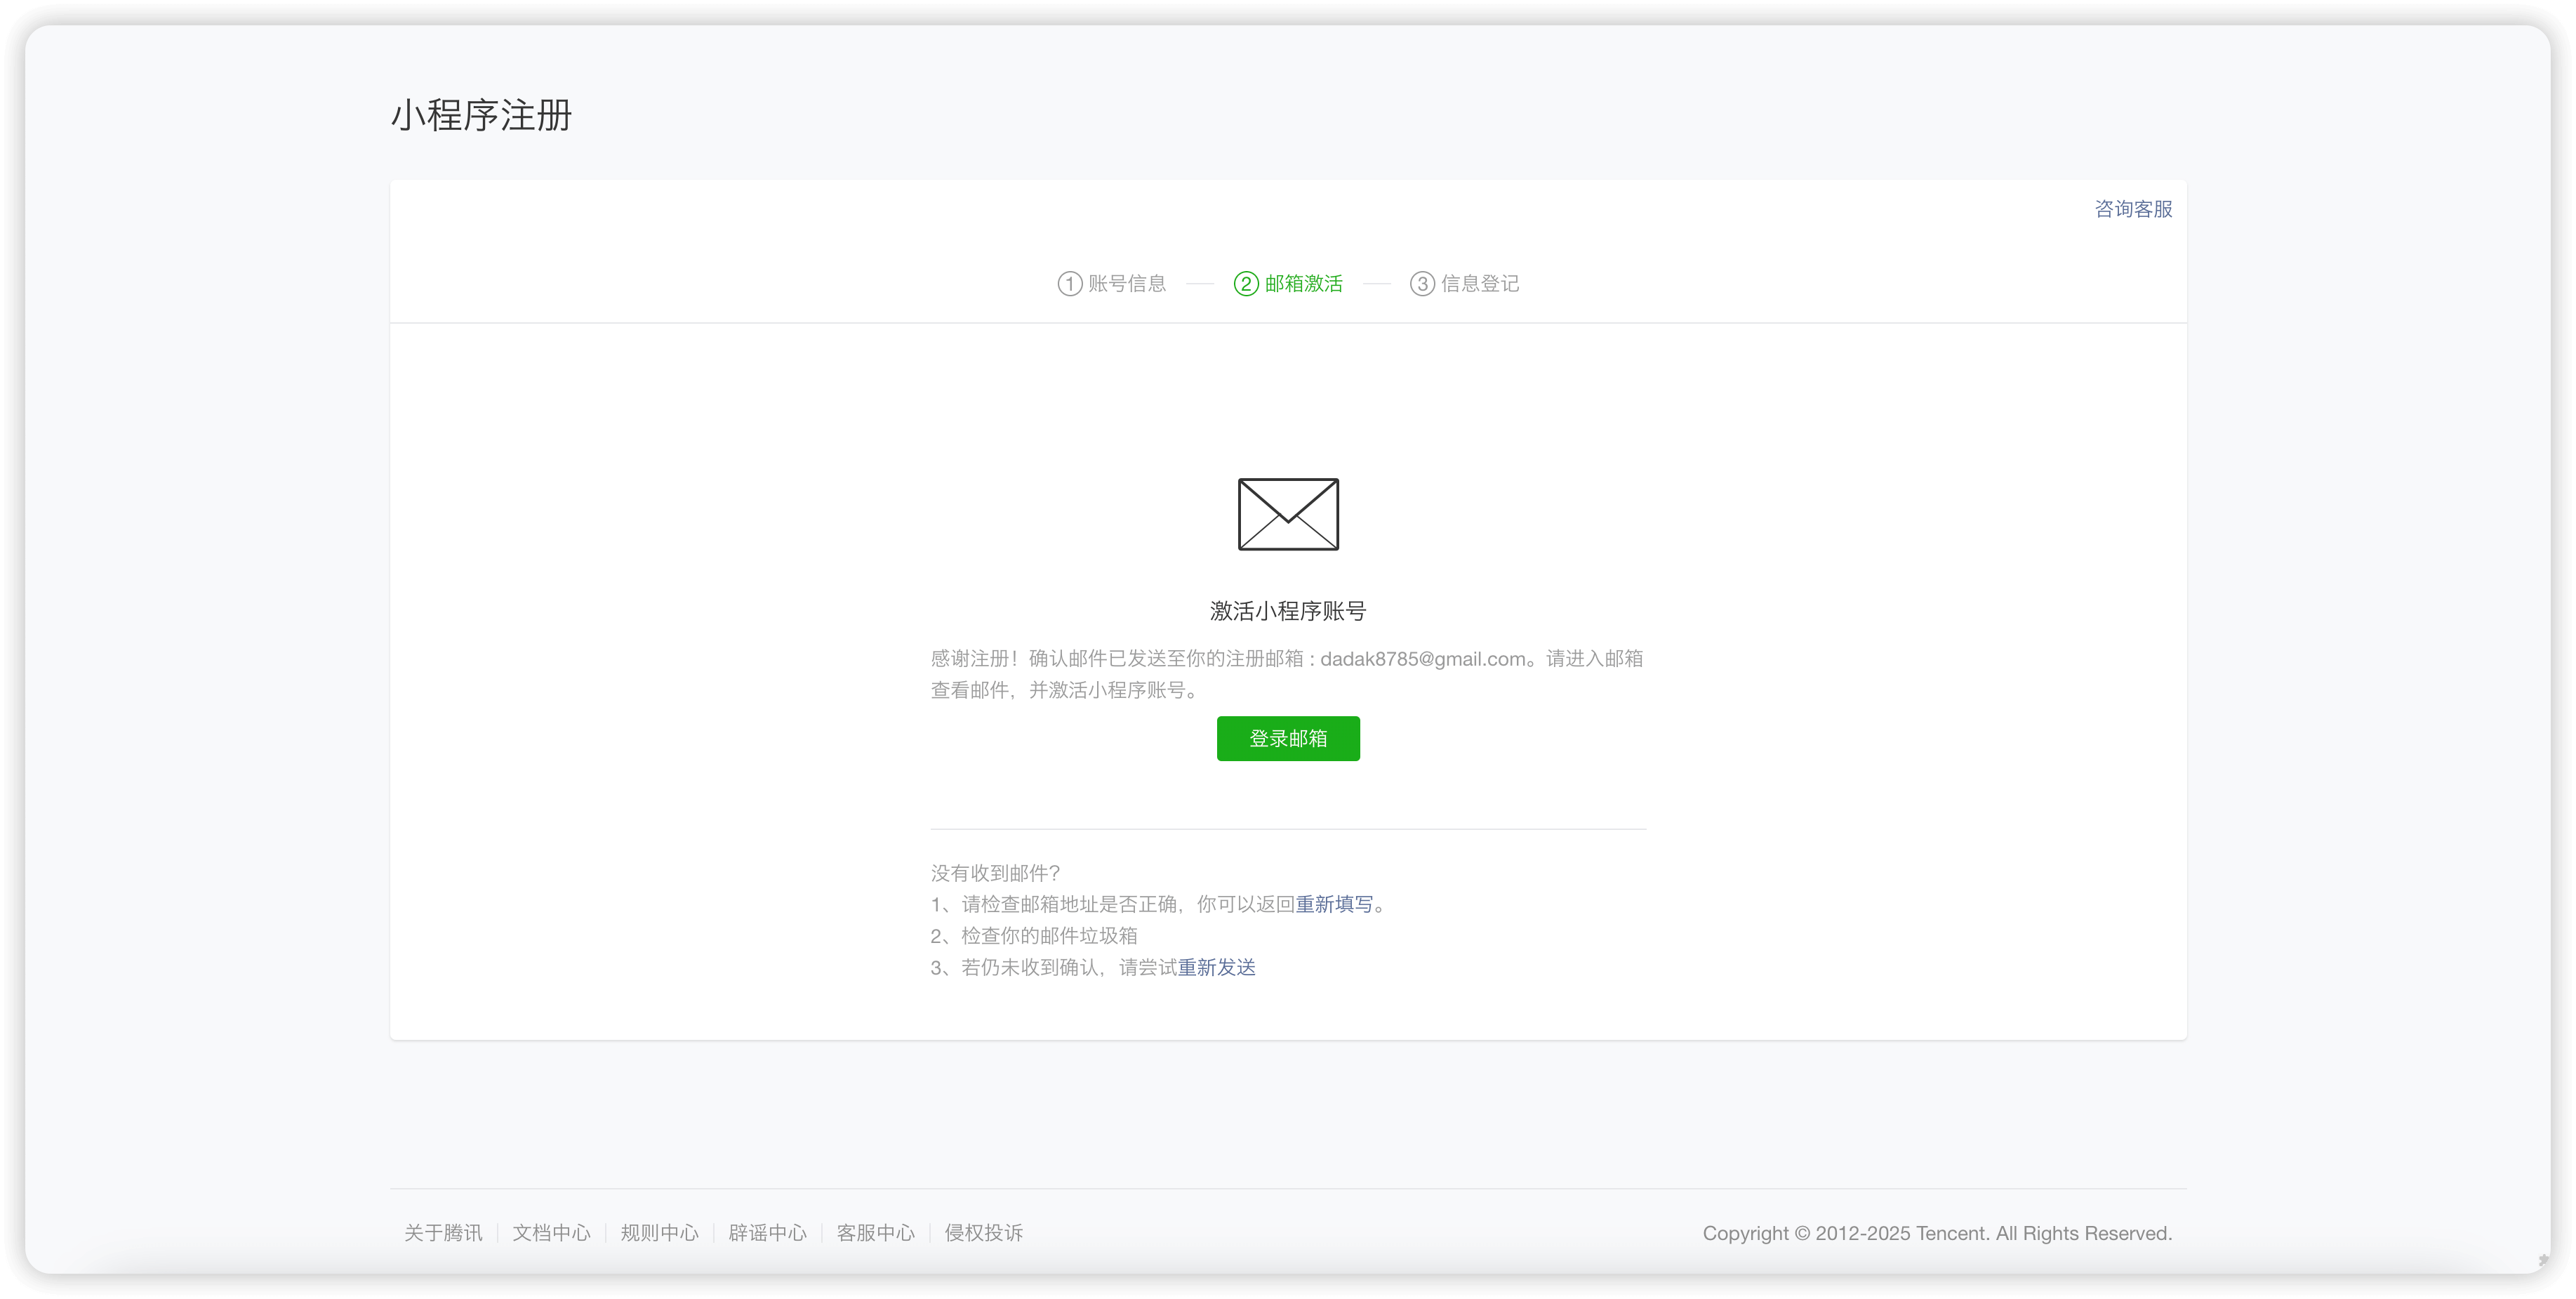 小程序注册
咨询客服
1 账号信息
2 邮箱激活
3 信息登记
激活小程序账号
感谢注册！确认邮件已发送至你的注册邮箱：dadak8785@gmail.com。请进入邮箱
查看邮件，并激活小程序账号。
登录邮箱
没有收到邮件？
1、请检查邮箱地址是否正确，你可以返回重新填写。
2、检查你的邮件垃圾箱
3、若仍未收到确认，请尝试重新发送
关于腾讯 文档中心 规则中心 辟谣中心 客服中心 侵权投诉
Copyright © 2012-2025 Tencent. All Rights Reserved.